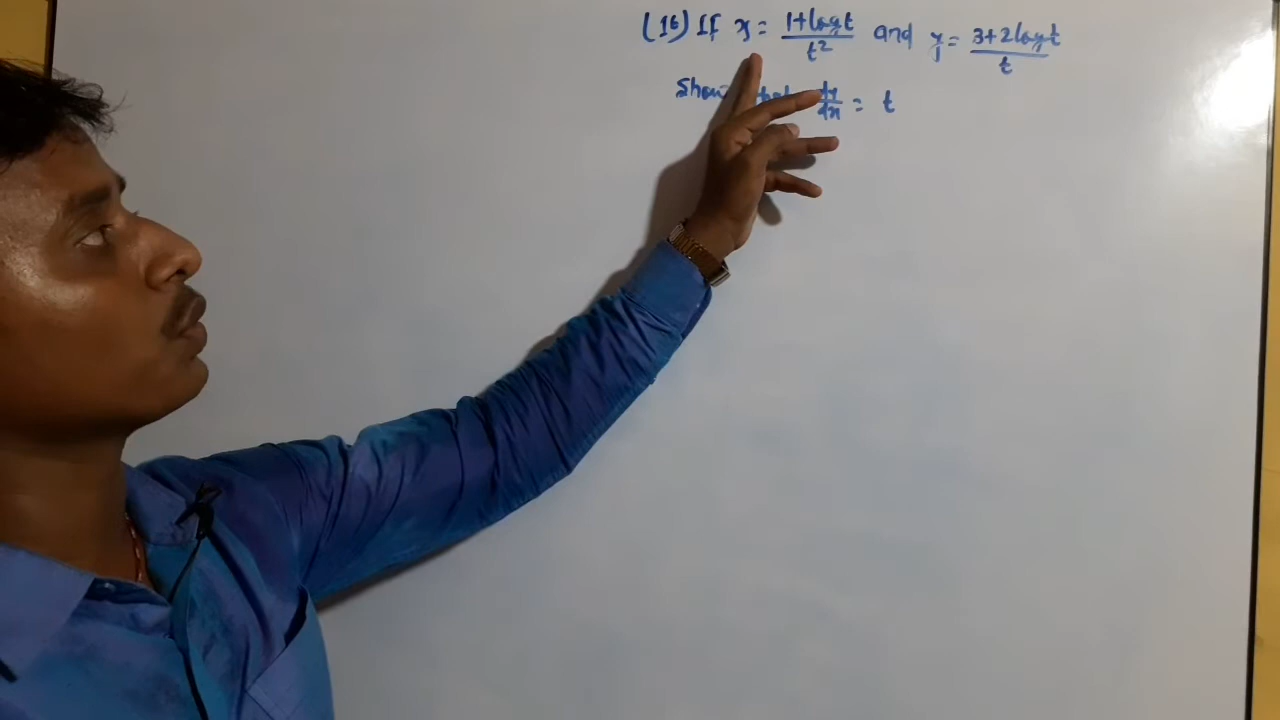 (16) If x = (1+log t)/t² and y = (3+2log t)/t
Show dy/dx = t